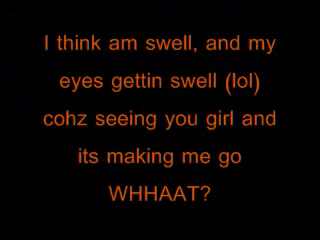 I think am swell, and my
eyes gettin swell (lol)
cohz seeing you girl and
its making me go
WHHAAT?